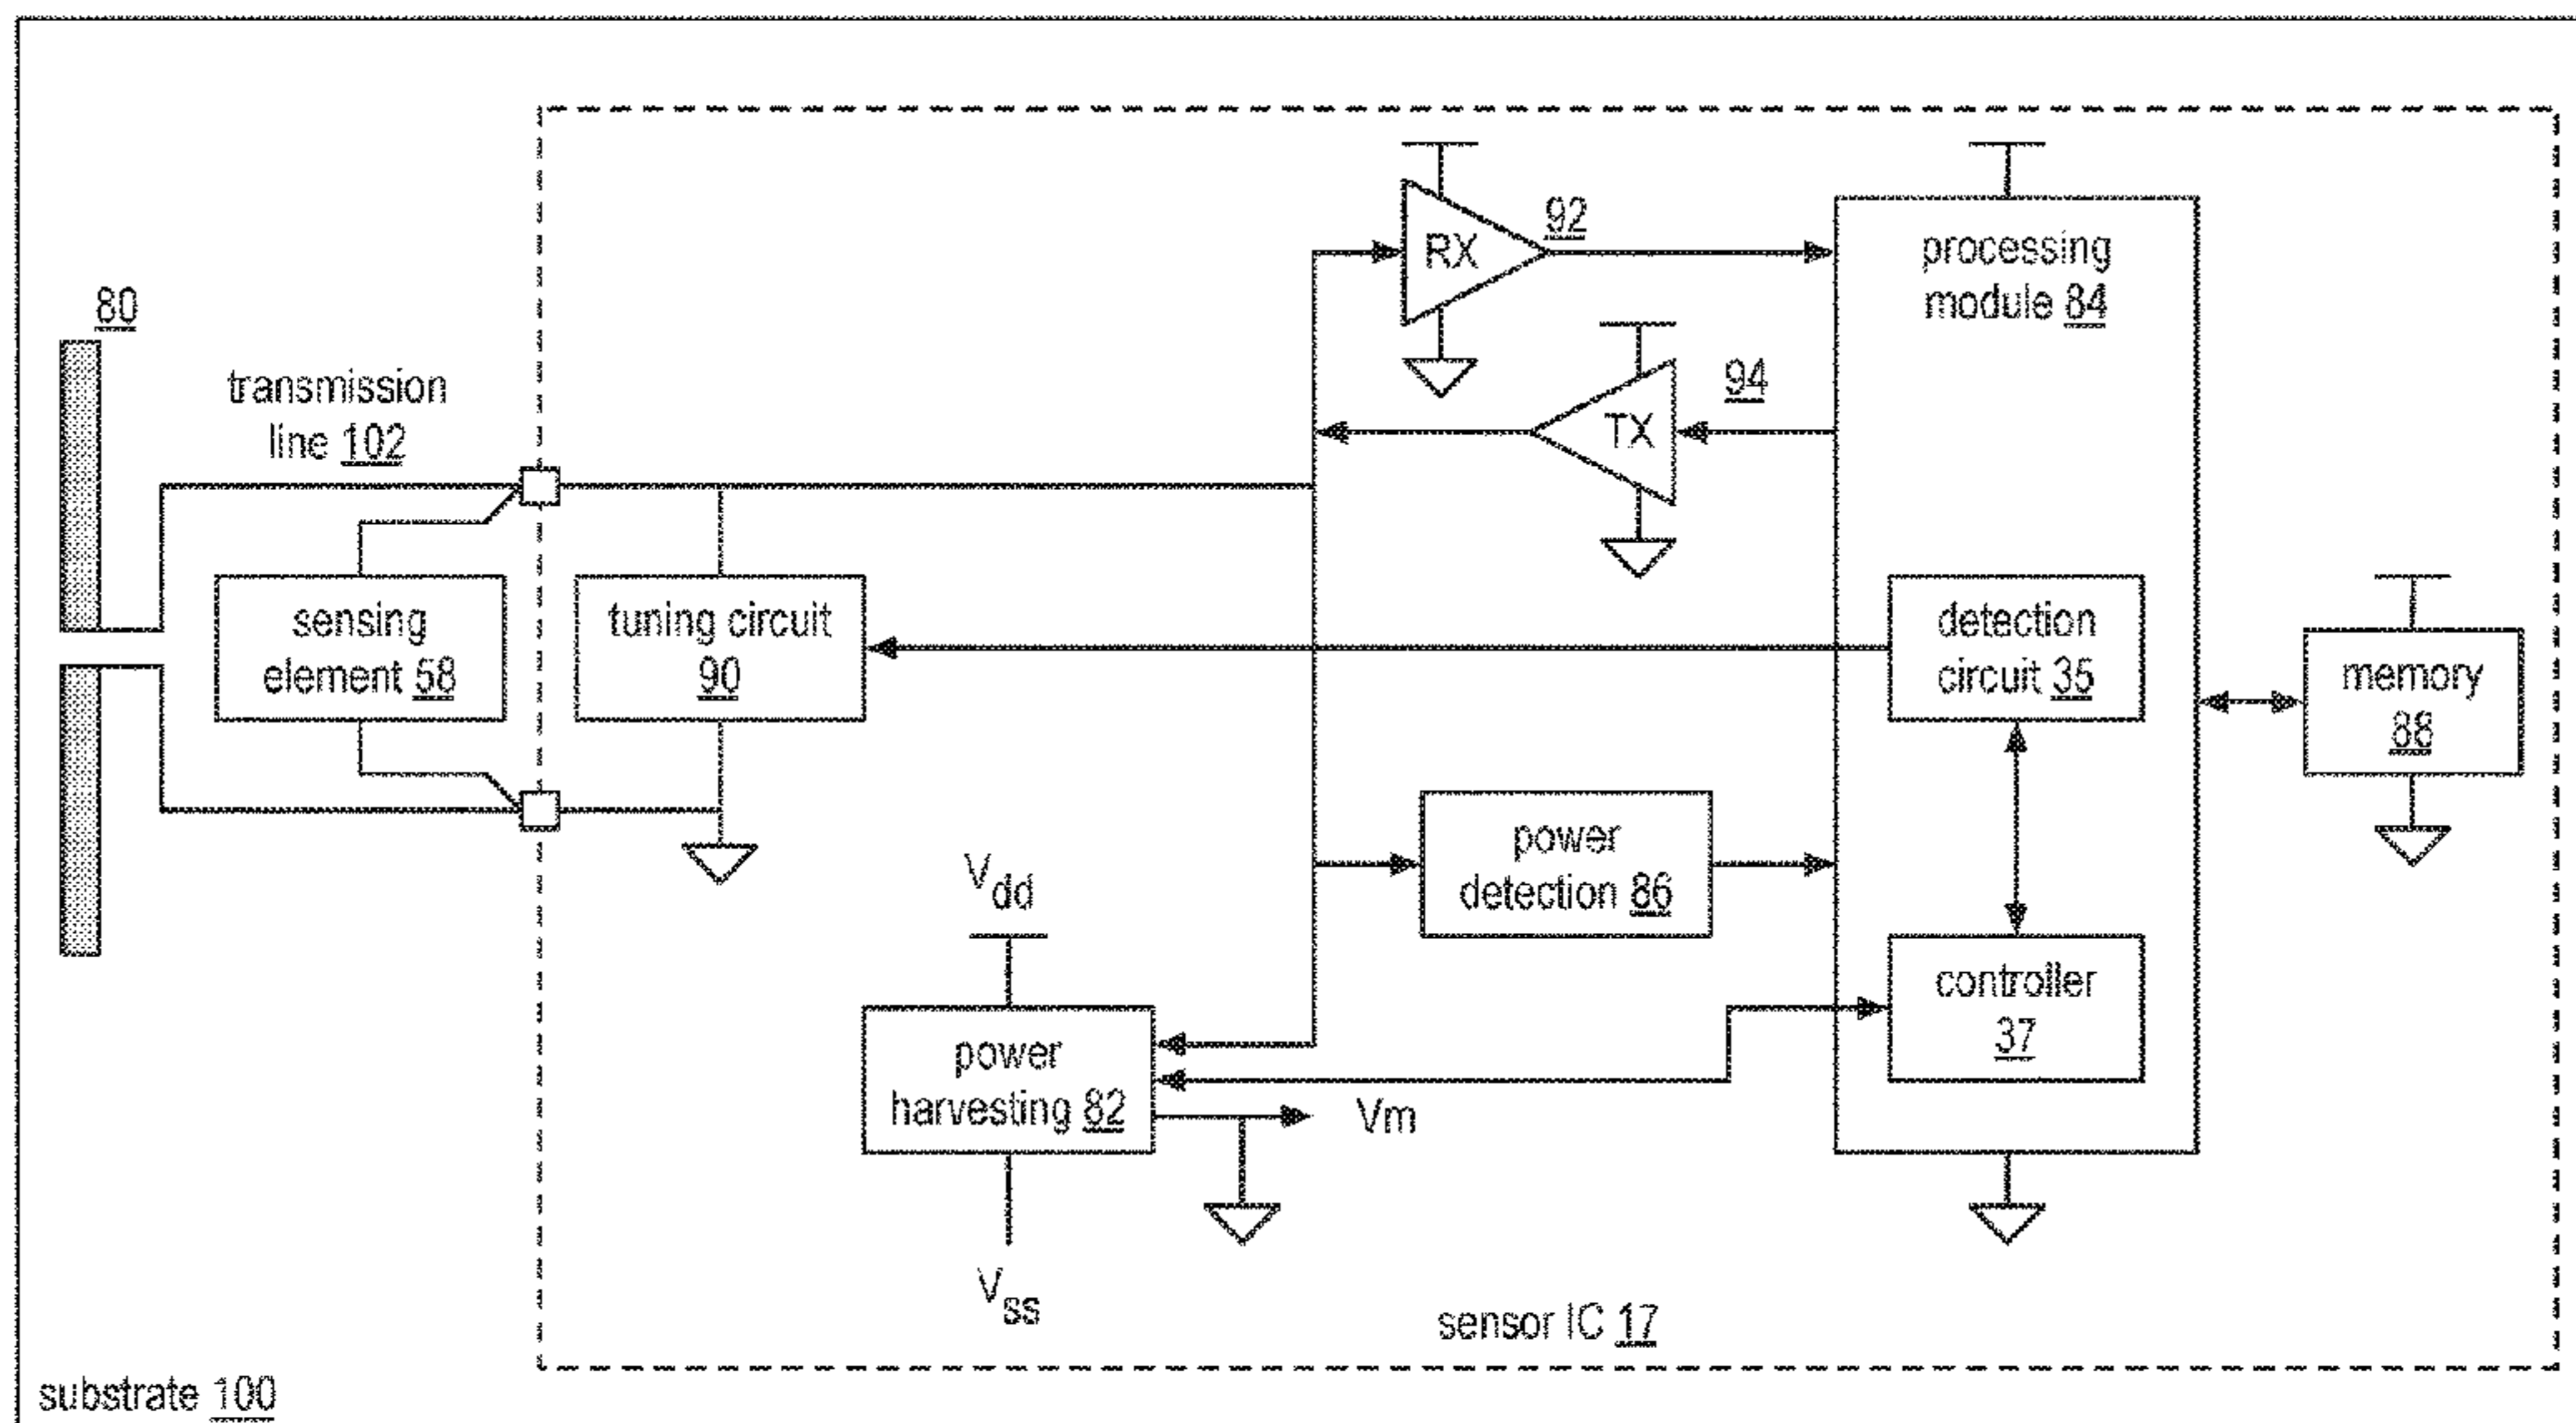 92
RX
processing
module 84
80
94
TX
transmission
line 102
sensing
element 58
tuning circuit
90
detection
circuit 35
memory
88
power
detection 86
Vdd
controller
37
power
harvesting 82
Vm
Vss
sensor IC 17
substrate 100